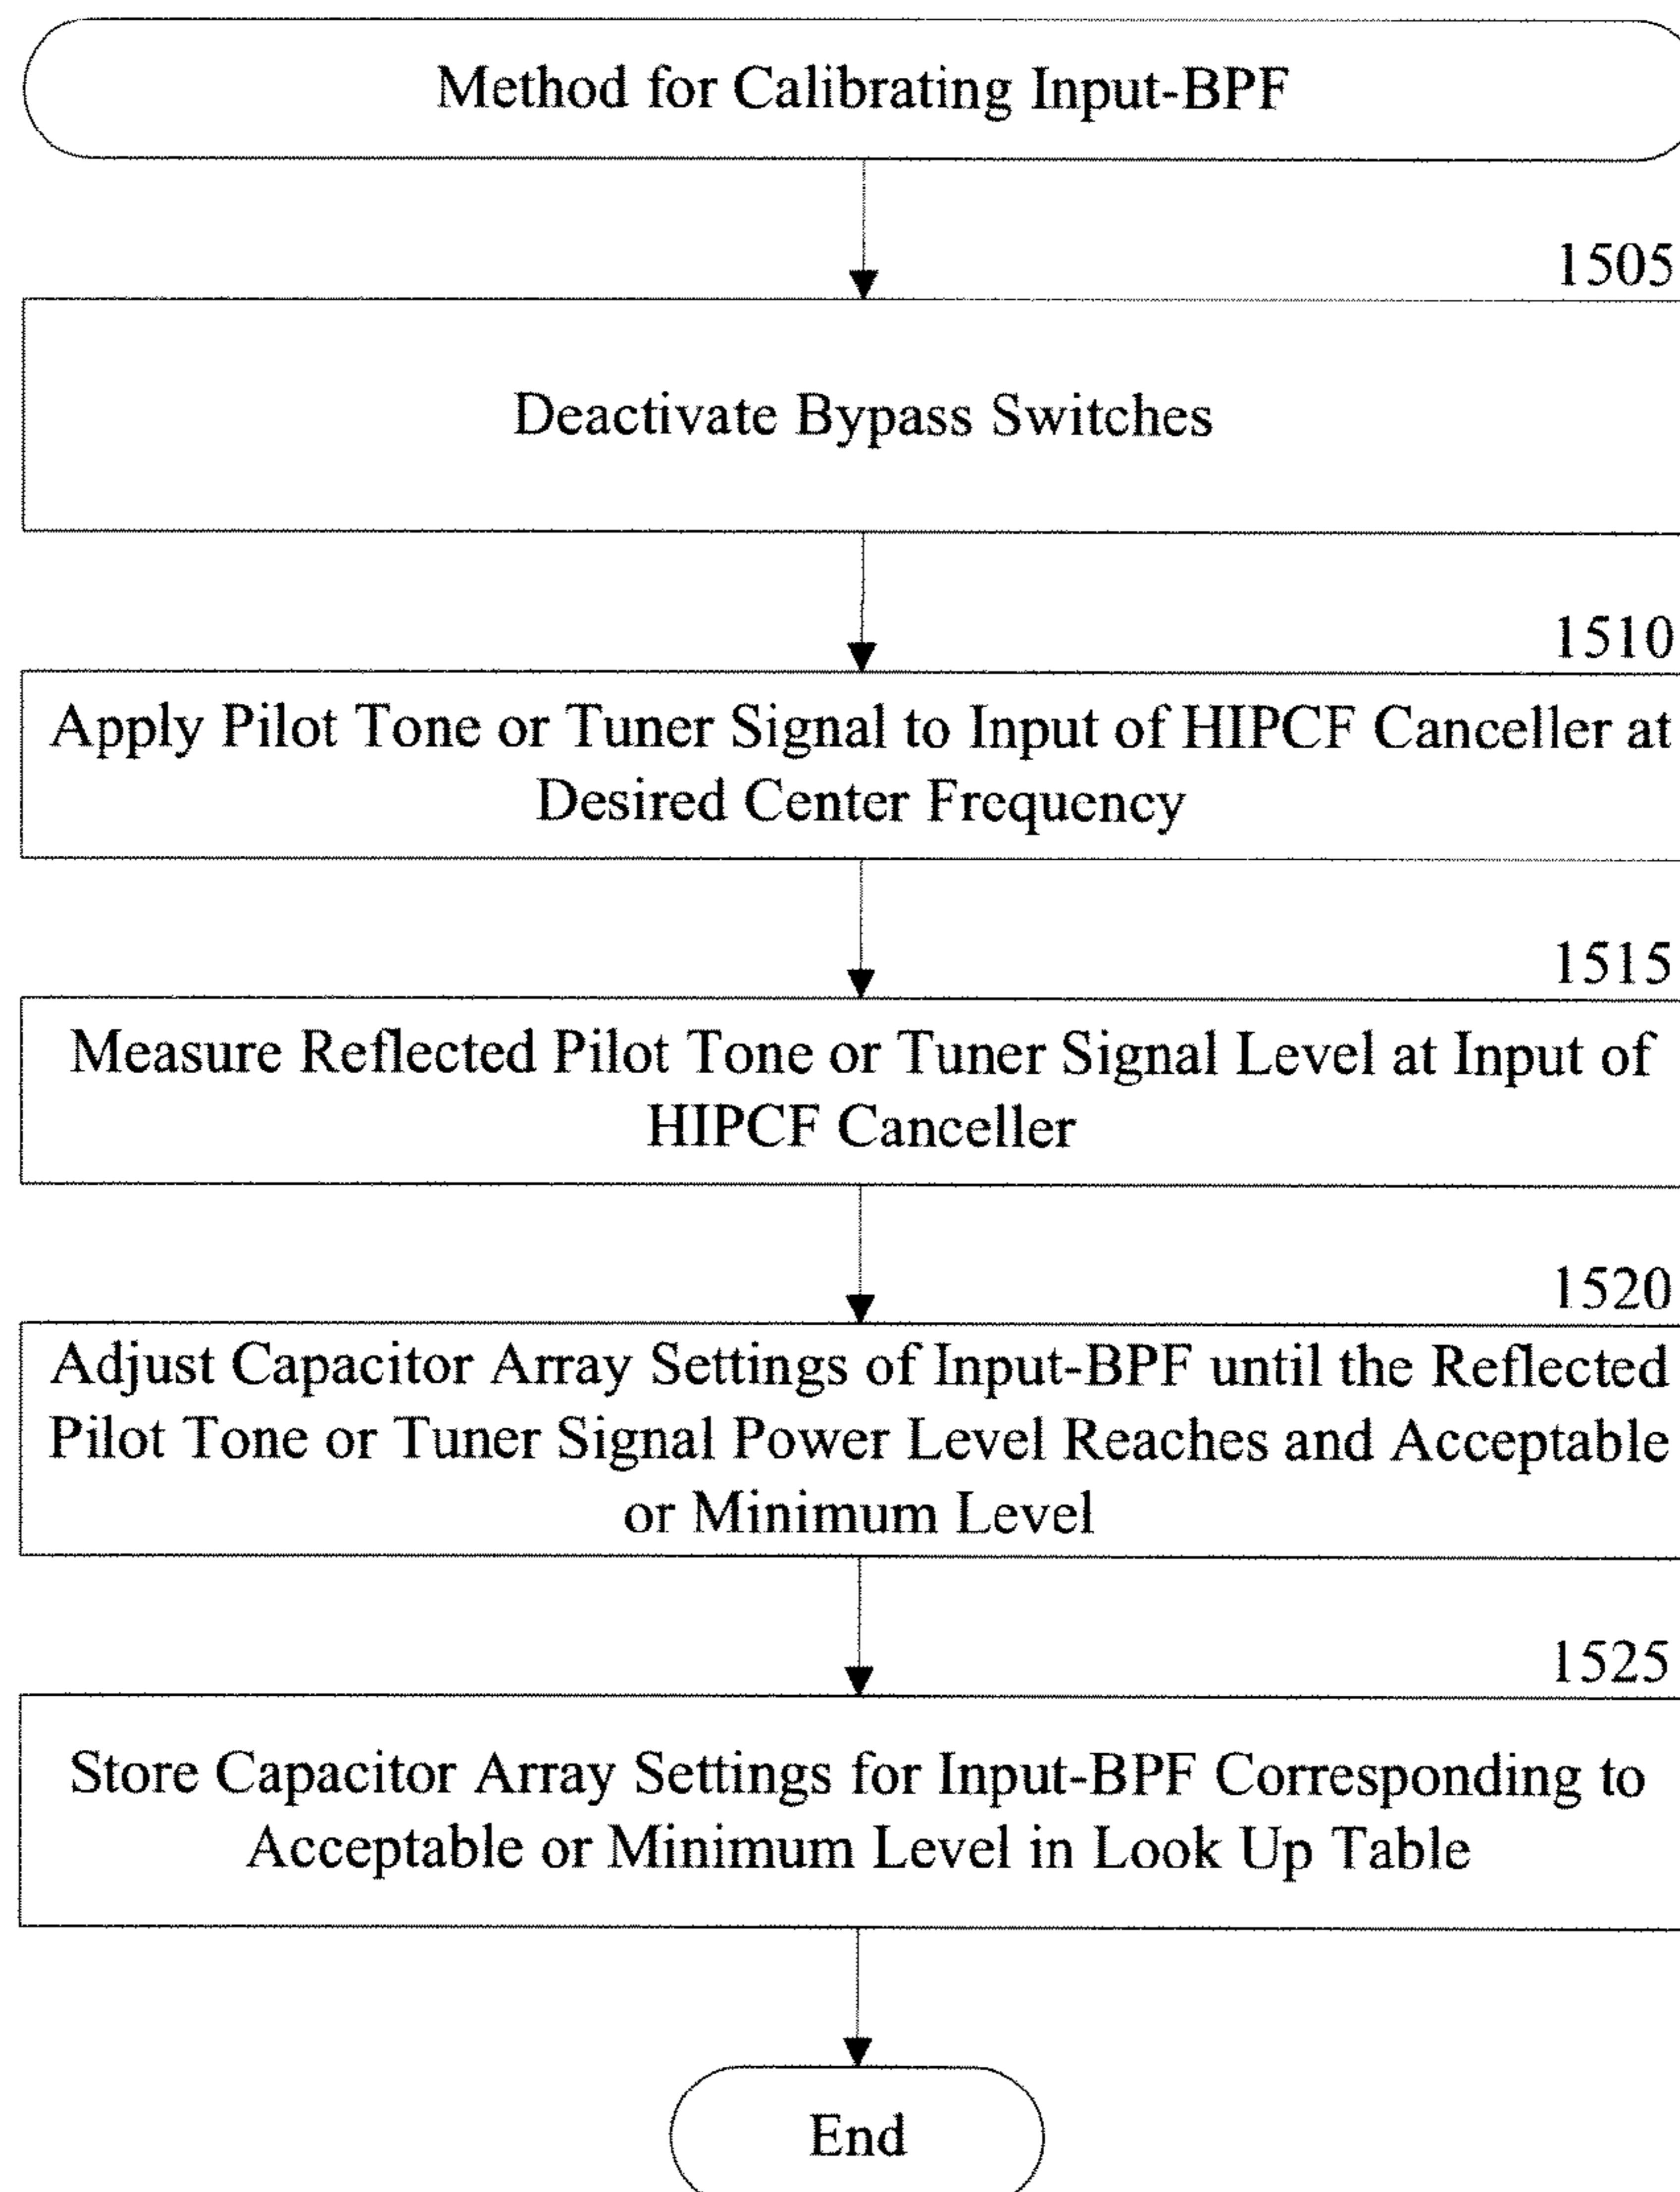 Method for Calibrating Input-BPF
1505
Deactivate Bypass Switches
1510
Apply Pilot Tone or Tuner Signal to Input of HIPCF Canceller at
Desired Center Frequency
1515
Measure Reflected Pilot Tone or Tuner Signal Level at Input of
HIPCF Canceller
1520
Adjust Capacitor Array Settings of Input-BPF until the Reflected
Pilot Tone or Tuner Signal Power Level Reaches and Acceptable
or Minimum Level
1525
Store Capacitor Array Settings for Input-BPF Corresponding to
Acceptable or Minimum Level in Look Up Table
End